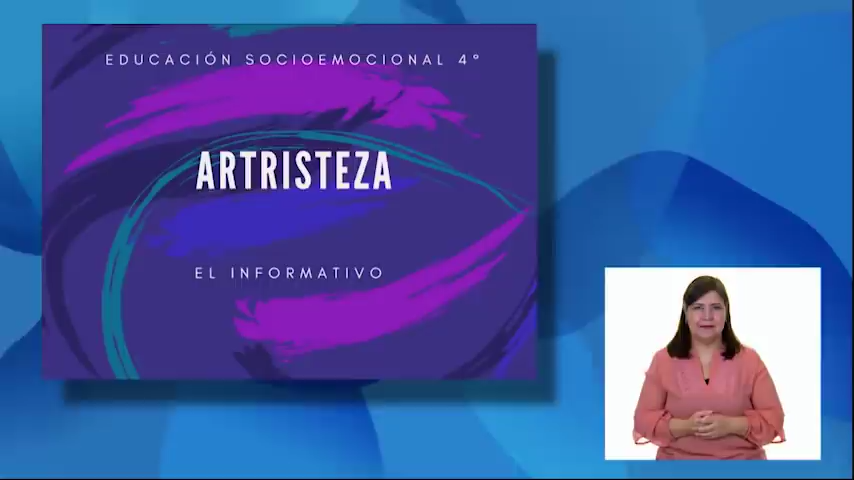 EDUCACIÓN SOCIOEMOCIONAL 4°
ARTRISTEZA
EL INFORMATIVO